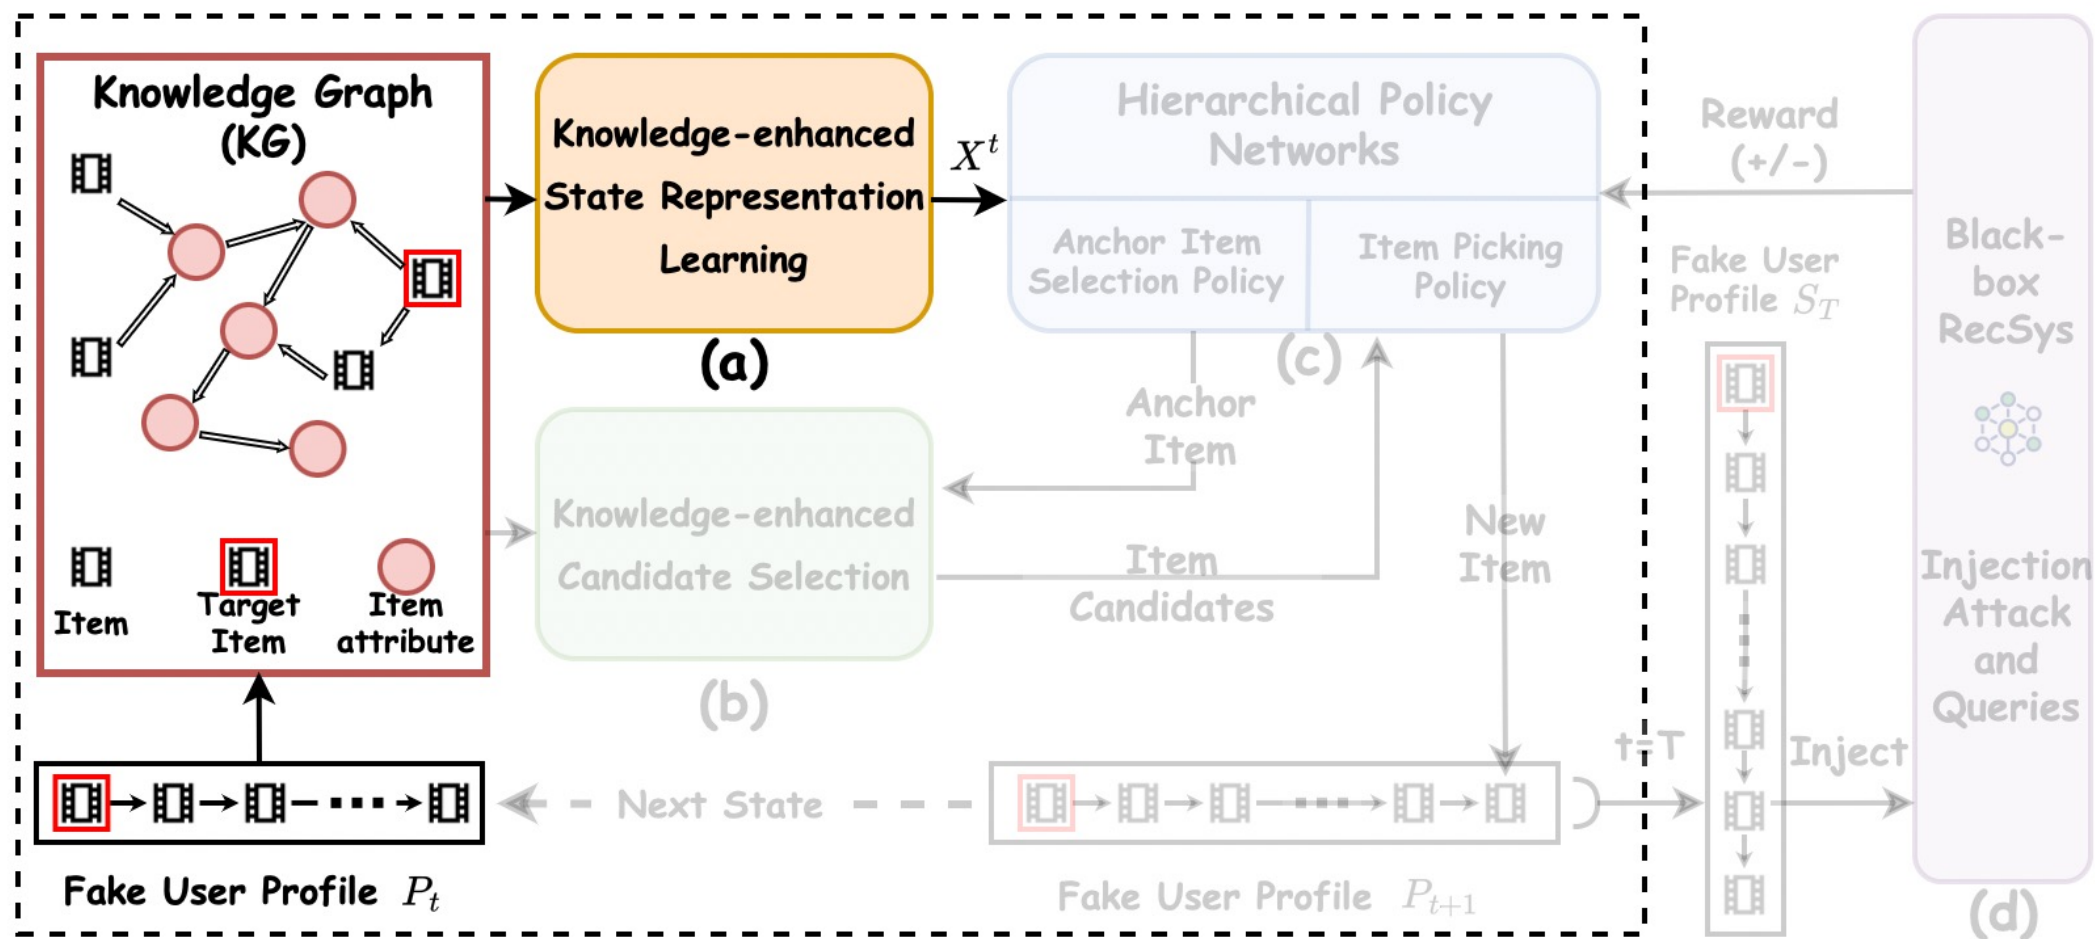 Knowledge Graph
(KG)
Item
Target
Item
Item
attribute
Fake User Profile P_t
Knowledge-enhanced
State Representation
Learning
(a)
X^t
Knowledge-enhanced
Candidate Selection
(b)
Hierarchical Policy
Networks
Anchor Item
Selection Policy
Item Picking
Policy
(c)
Anchor
Item
Item
Candidates
New
Item
Next State
Fake User Profile P_{t+1}
t=T
Reward
(+/-)
Fake User
Profile S_T
Inject
Black-
box
RecSys
Injection
Attack
and
Queries
(d)